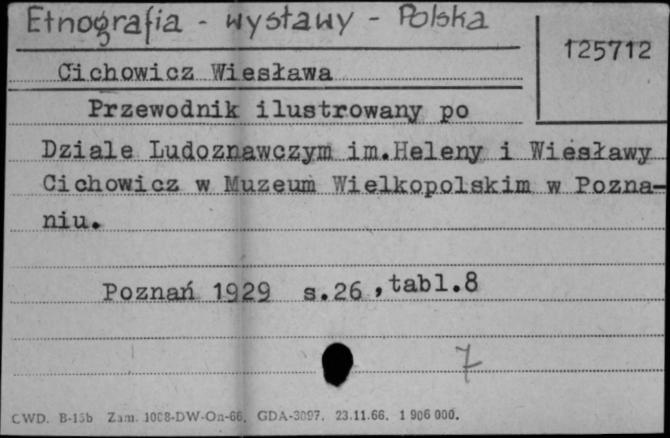 Etnografia - wystawy - Polska
125712
Cichowicz Wiesława
Przewodnik ilustrowany po
Dziale Ludoznawczym im.Heleny i Wiesławy
Cichowicz w Muzeum Wielkopolskim w Pozna-
niu.
Poznań 1929 s.26,tabl.8
7
CWD. B-15b Zam. 1008-DW-On-66. GDA-3097. 23.11.66. 1 906 000.